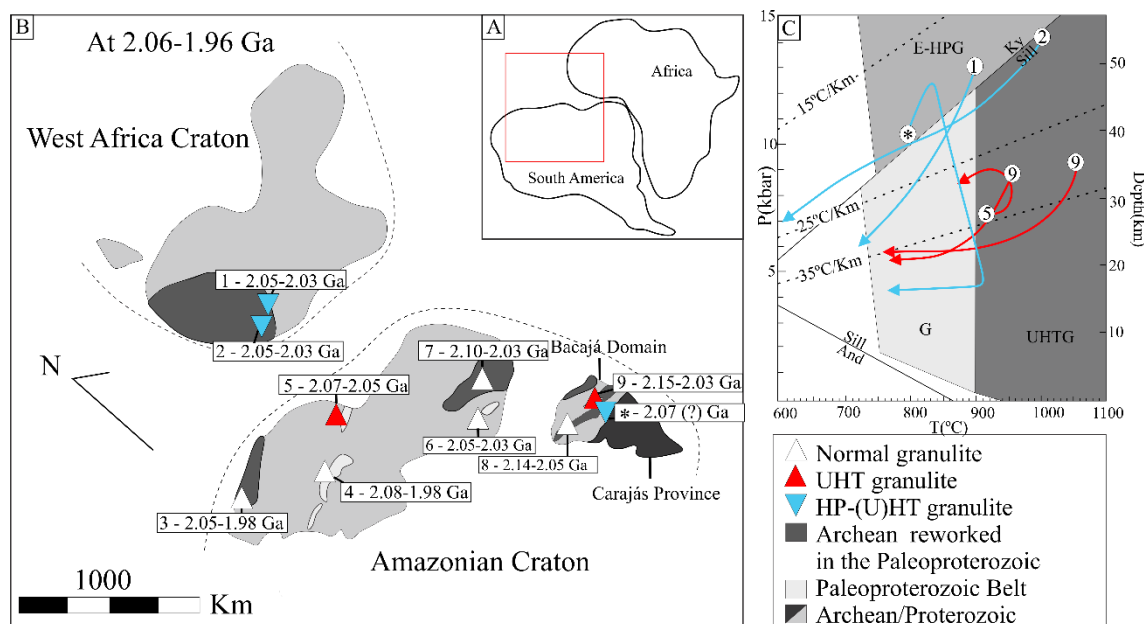 B
At 2.06-1.96 Ga
West Africa Craton
1 - 2.05-2.03 Ga
2 - 2.05-2.03 Ga
N
7 - 2.10-2.03 Ga
Bacajá Domain
5 - 2.07-2.05 Ga
9 - 2.15-2.03 Ga
* - 2.07 (?) Ga
6 - 2.05-2.03 Ga
8 - 2.14-2.05 Ga
4 - 2.08-1.98 Ga
Carajás Province
3 - 2.05-1.98 Ga
Amazonian Craton
1000
Km
A
Africa
South America
C
15
10
5
P(kbar)
E-HPG
Ky
Sill
2
1
*
9
9
5
15°C/Km
25°C/Km
35°C/Km
G
UHTG
Sill
And
50
40
30
20
10
Depth(km)
600
700
800
900
1000
1100
T(°C)
Normal granulite
UHT granulite
HP-(U)HT granulite
Archean reworked
in the Paleoproterozoic
Paleoproterozoic Belt
Archean/Proterozoic